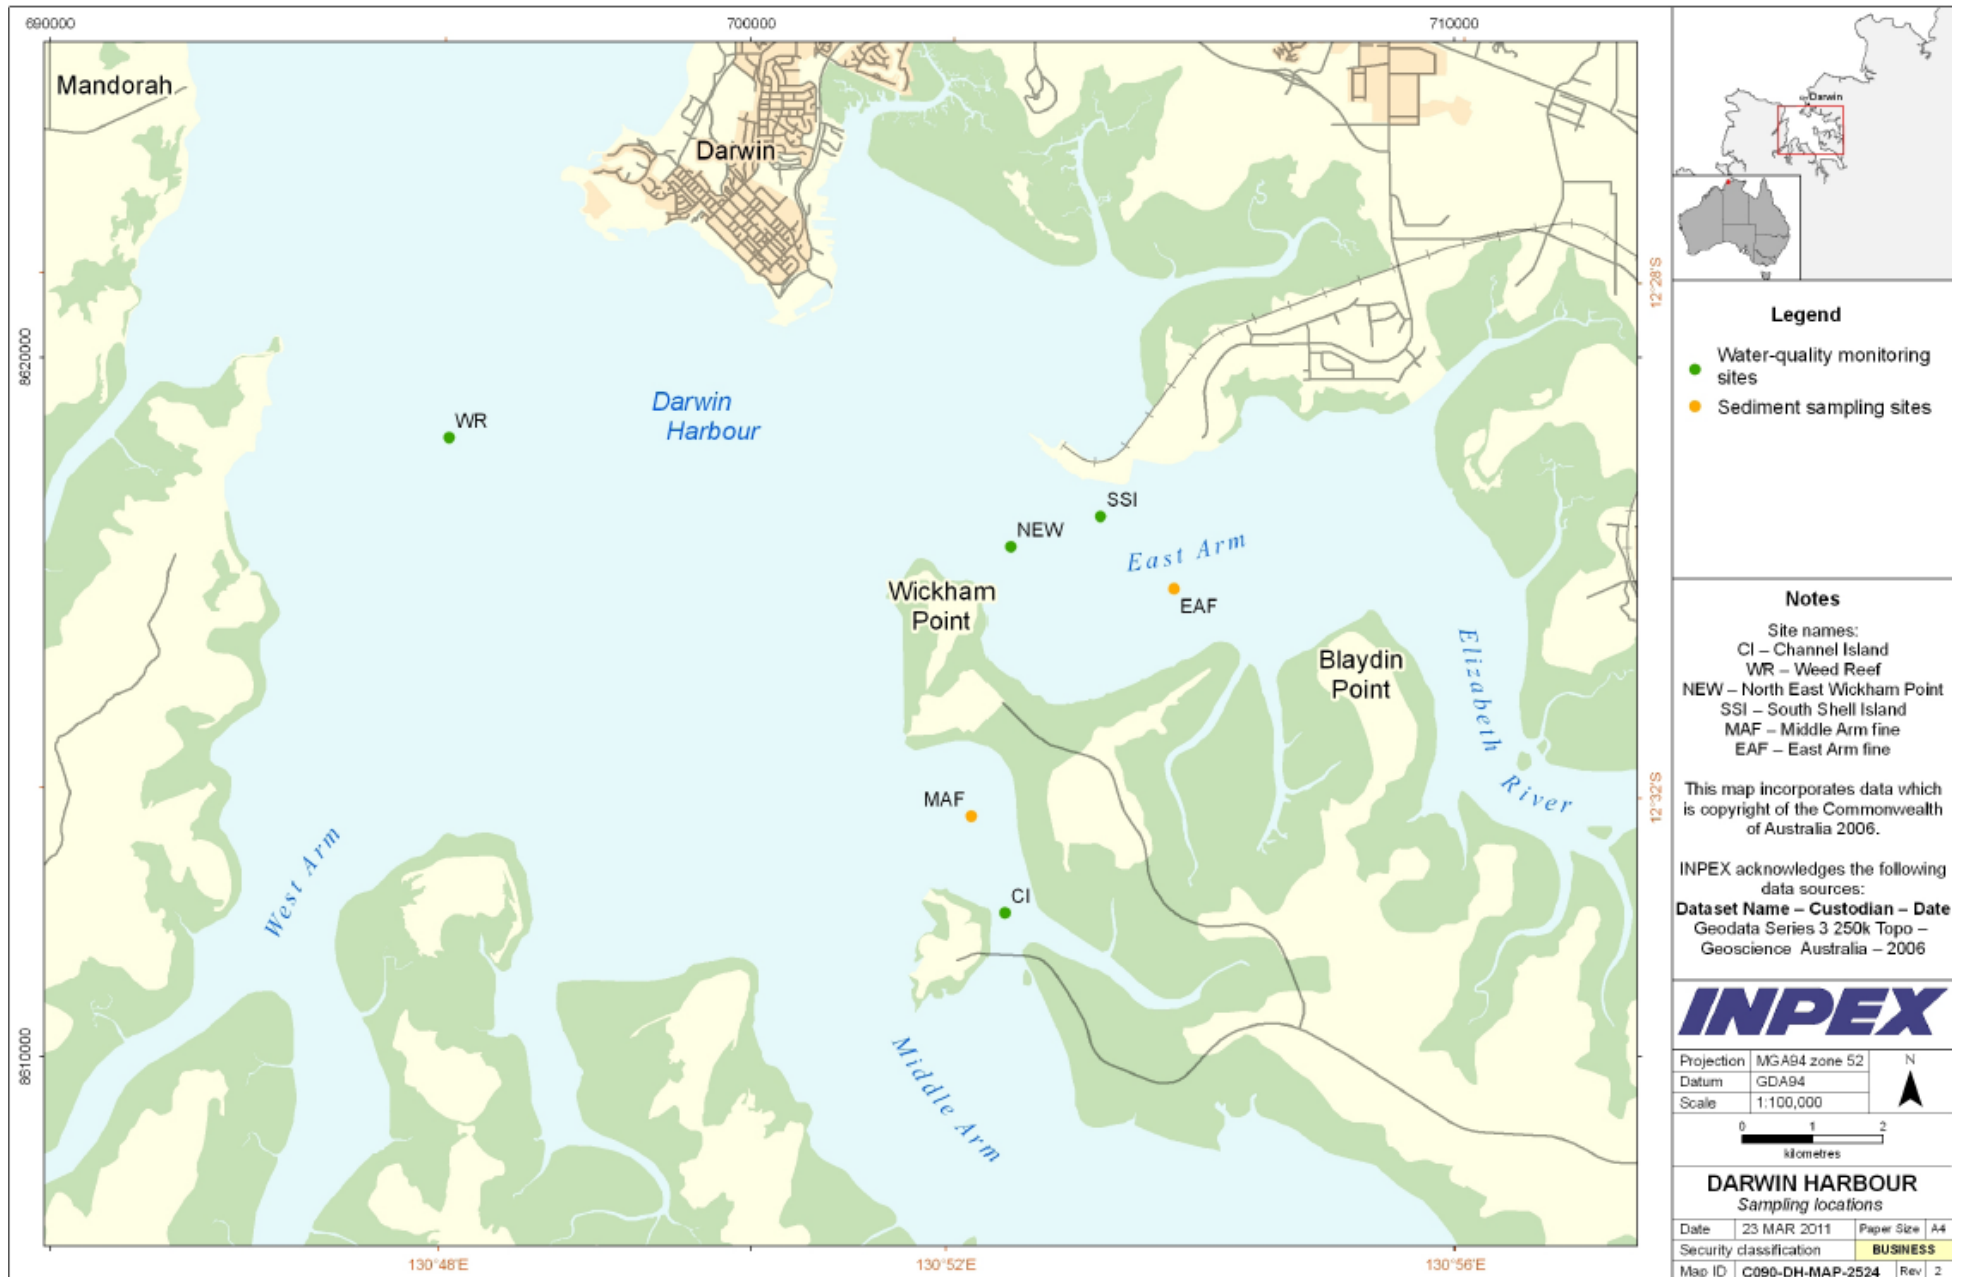 690000
700000
710000
Mandorah
Darwin
Darwin
12°28'S
8620000
Legend
Water-quality monitoring
sites
Sediment sampling sites
WR
Darwin
Harbour
SSI
NEW
East Arm
Wickham
Point
EAF
Blaydin
Point
Elizabeth River
MAF
12°32'S
West Arm
CI
Middle Arm
8610000
130°48'E
130°52'E
130°56'E
Notes
Site names:
CI – Channel Island
WR – Weed Reef
NEW – North East Wickham Point
SSI – South Shell Island
MAF – Middle Arm fine
EAF – East Arm fine
This map incorporates data which
is copyright of the Commonwealth
of Australia 2006.
INPEX acknowledges the following
data sources:
Dataset Name – Custodian – Date
Geodata Series 3 250k Topo –
Geoscience Australia – 2006
INPEX
Projection MGA94 zone 52
Datum GDA94
Scale 1:100,000
N
0 1 2
kilometres
DARWIN HARBOUR
Sampling locations
Date 23 MAR 2011 Paper Size A4
Security classification BUSINESS
Map ID C090-DH-MAP-2524 Rev 2